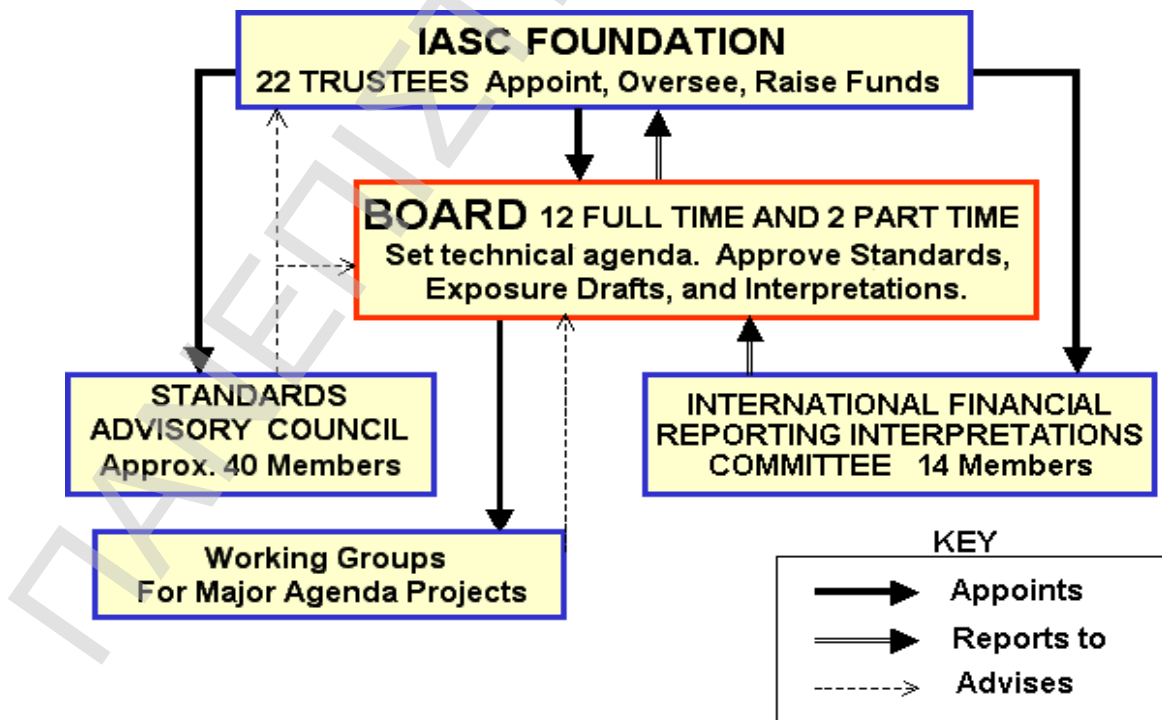 IASC FOUNDATION
22 TRUSTEES Appoint, Oversee, Raise Funds
BOARD 12 FULL TIME AND 2 PART TIME
Set technical agenda. Approve Standards,
Exposure Drafts, and Interpretations.
STANDARDS
ADVISORY COUNCIL
Approx. 40 Members
INTERNATIONAL FINANCIAL
REPORTING INTERPRETATIONS
COMMITTEE 14 Members
Working Groups
For Major Agenda Projects
KEY
Appoints
Reports to
Advises
ΠΑΝΕΠΙΣΤ